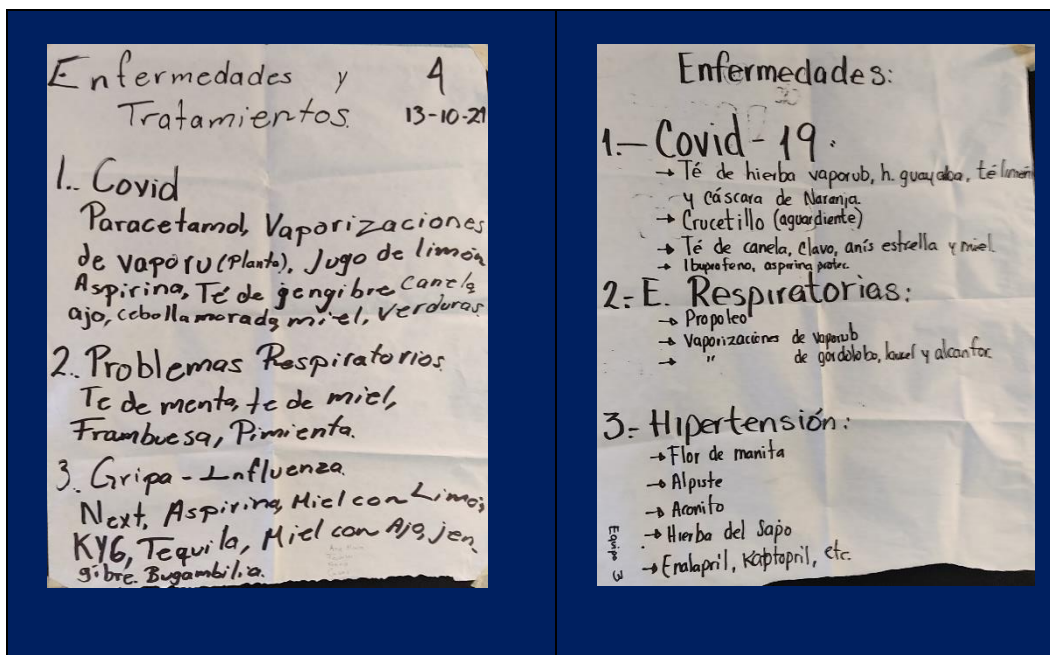 Enfermedades y 4
Tratamientos. 13-10-21
1.. Covid
Paracetamol, Vaporizaciones
de vaporu (Planta), Jugo de limón
Aspirina, Té de gengibre Canela
ajo, cebolla morada, miel, verduras
2.. Problemas Respiratorios
Te de menta, te de miel,
Frambuesa, Pimienta.
3. Gripa - Influenza.
Next, Aspirina, Miel con Limon,
KYG, Tequila, Miel con Ajo, jen-
gibre. Bugambilia.
Enfermedades:
1.- Covid-19.
→ Té de hierba vaporub, h. guayaba, té limón
y cáscara de Naranja.
→ Crucetillo (aguardiente)
→ Té de canela, clavo, anís estrella y miel.
→ Ibuprofeno, aspirina protec.
2.- E. Respiratorias:
→ Propoleo
→ Vaporizaciones de vaporub
→ " de gordolobo, laurel y alcanfor.
3.- Hipertensión:
→ Flor de manita
→ Alpiste
→ Aconito
→ Hierba del Sapo
→ Enalapril, Kaptopril, etc.
Equipo 3